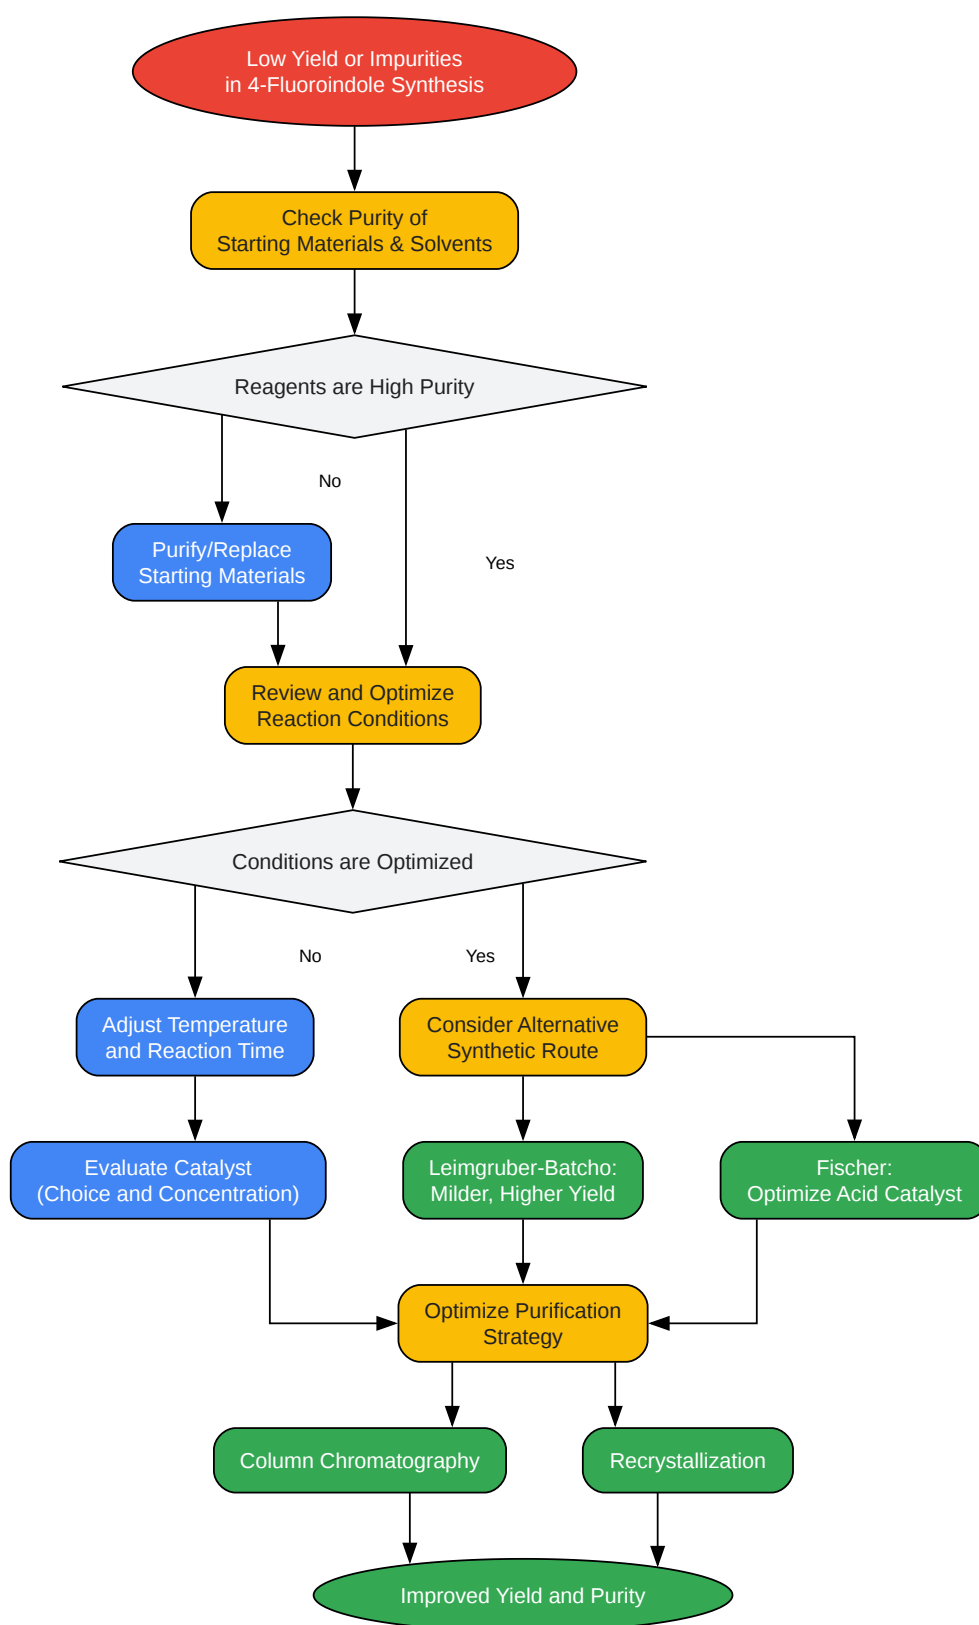 Low Yield or Impurities
in 4-Fluoroindole Synthesis
Check Purity of
Starting Materials & Solvents
Reagents are High Purity
No
Purify/Replace
Starting Materials
Yes
Review and Optimize
Reaction Conditions
Conditions are Optimized
No
Yes
Adjust Temperature
and Reaction Time
Consider Alternative
Synthetic Route
Evaluate Catalyst
(Choice and Concentration)
Leimgruber-Batcho:
Milder, Higher Yield
Fischer:
Optimize Acid Catalyst
Optimize Purification
Strategy
Column Chromatography
Recrystallization
Improved Yield and Purity